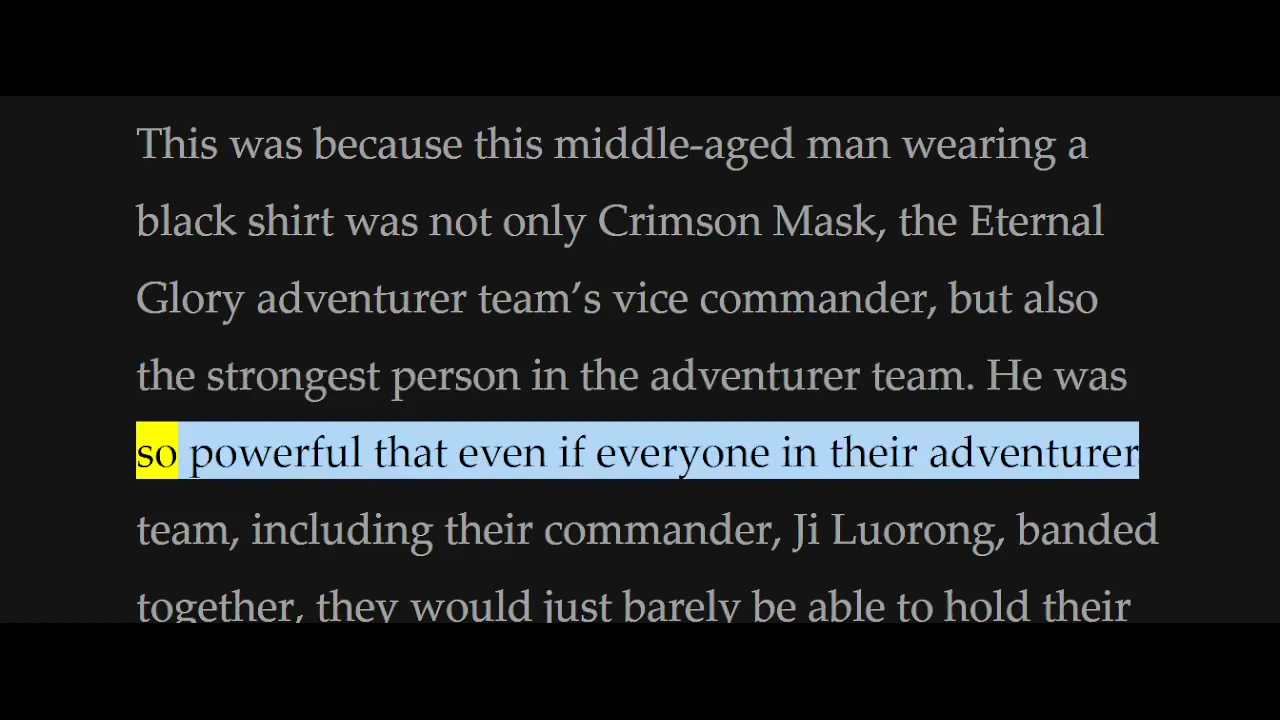 This was because this middle-aged man wearing a
black shirt was not only Crimson Mask, the Eternal
Glory adventurer team’s vice commander, but also
the strongest person in the adventurer team. He was
so powerful that even if everyone in their adventurer
team, including their commander, Ji Luorong, banded
together, they would just barely be able to hold their